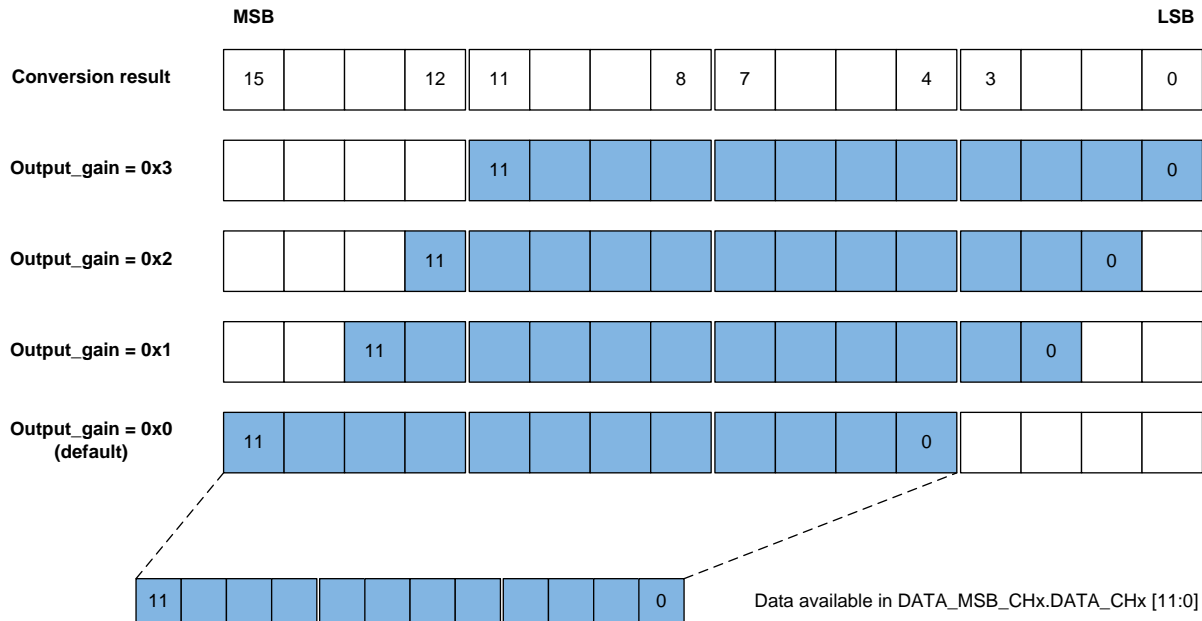 MSB LSB
Conversion result 15 12 11 8 7 4 3 0
Output_gain = 0x3 11 0
Output_gain = 0x2 11 0
Output_gain = 0x1 11 0
Output_gain = 0x0
(default) 11 0
11 0 Data available in DATA_MSB_CHx.DATA_CHx [11:0]